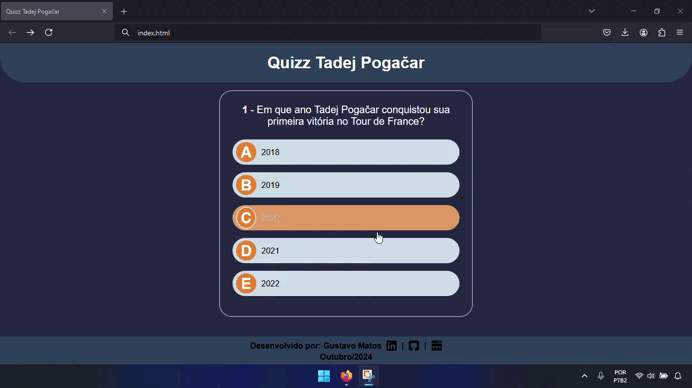 Quizz Tadej Pogačar
index.html
Quizz Tadej Pogačar
1 - Em que ano Tadej Pogačar conquistou sua
primeira vitória no Tour de France?
A 2018
B 2019
C
D 2021
E 2022
Desenvolvido por: Gustavo Matos | |
Outubro/2024
POR
PTB2